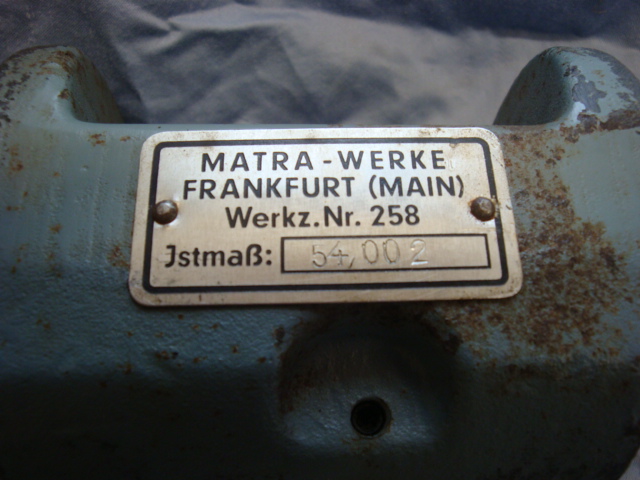 MATRA-WERKE
FRANKFURT (MAIN)
Werkz.Nr. 258
Jstmaß: 54,002